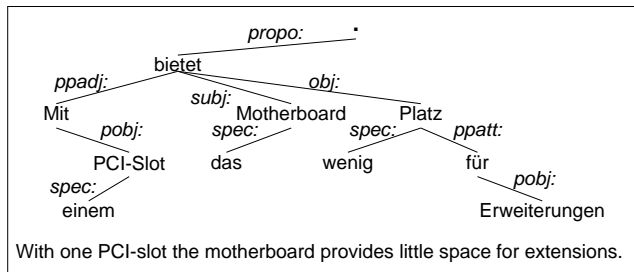 propo: .
bietet
ppadj: subj: obj:
Mit Motherboard Platz
pobj: spec: spec: ppatt:
PCI-Slot das wenig für
spec: pobj:
einem Erweiterungen
With one PCI-slot the motherboard provides little space for extensions.